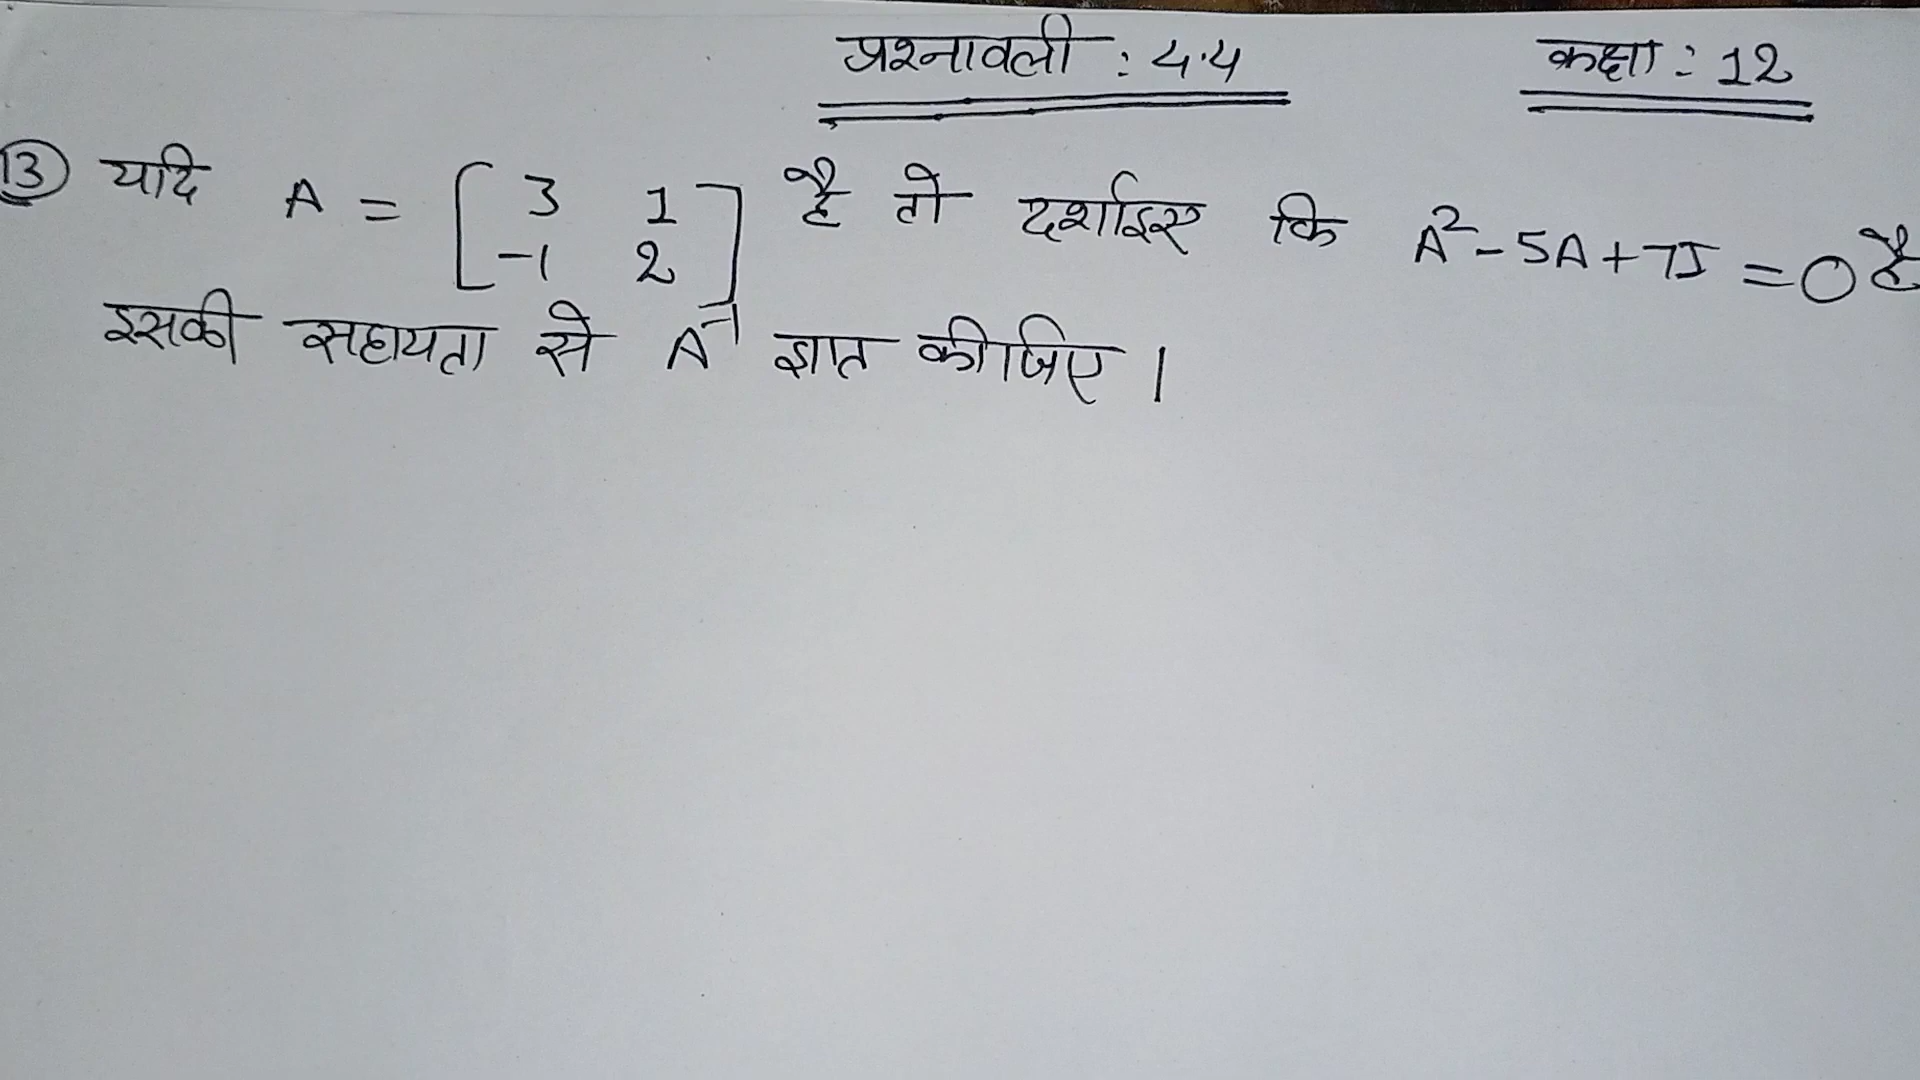 प्रश्नावली : 4.4 कक्षा : 12
13 यदि A = [ 3 1 ] है तो दर्शाइए कि A² - 5A + 7I = 0 है
[ -1 2 ]
इसकी सहायता से A⁻¹ ज्ञात कीजिए ।